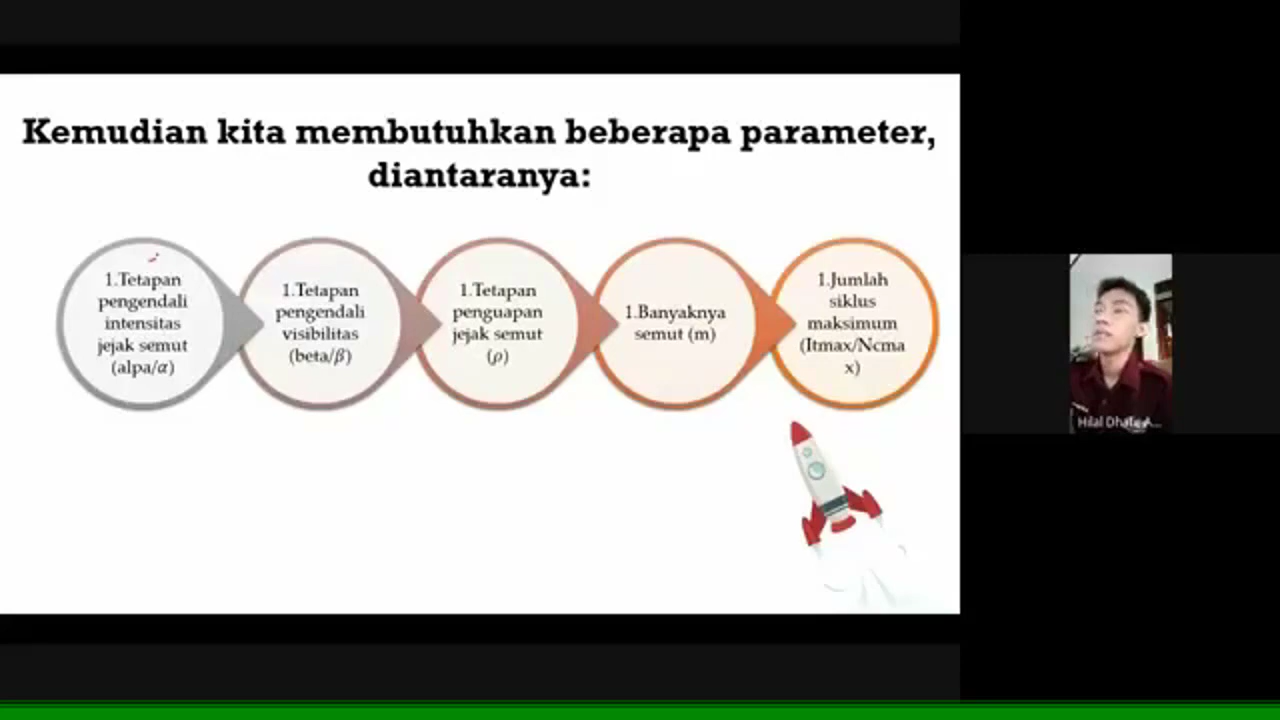 Kemudian kita membutuhkan beberapa parameter,
diantaranya:
1.Tetapan
pengendali
intensitas
jejak semut
(alpa/α)
1.Tetapan
pengendali
visibilitas
(beta/β)
1.Tetapan
penguapan
jejak semut
(ρ)
1.Banyaknya
semut (m)
1.Jumlah
siklus
maksimum
(Itmax/Ncma
x)
Hilal